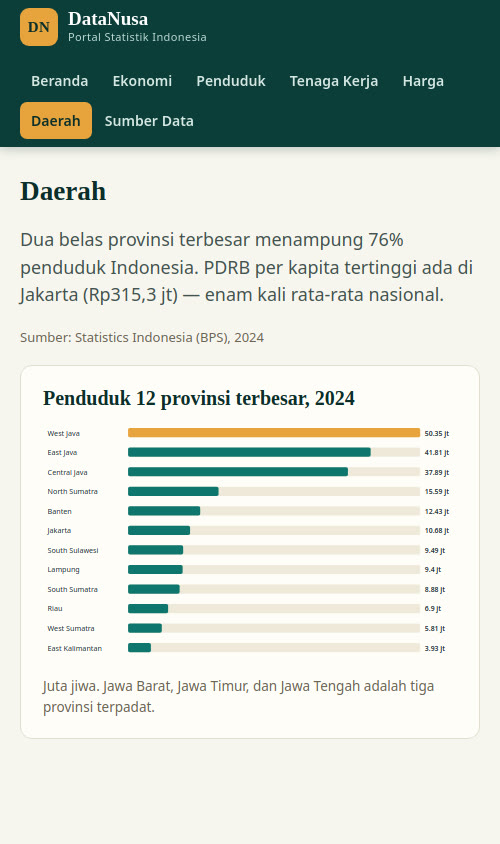 DN
DataNusa
Portal Statistik Indonesia
Beranda Ekonomi Penduduk Tenaga Kerja Harga
Daerah Sumber Data
Daerah
Dua belas provinsi terbesar menampung 76%
penduduk Indonesia. PDRB per kapita tertinggi ada di
Jakarta (Rp315,3 jt) — enam kali rata-rata nasional.
Sumber: Statistics Indonesia (BPS), 2024
Penduduk 12 provinsi terbesar, 2024
West Java 50.35 jt
East Java 41.81 jt
Central Java 37.89 jt
North Sumatra 15.59 jt
Banten 12.43 jt
Jakarta 10.68 jt
South Sulawesi 9.49 jt
Lampung 9.4 jt
South Sumatra 8.88 jt
Riau 6.9 jt
West Sumatra 5.81 jt
East Kalimantan 3.93 jt
Juta jiwa. Jawa Barat, Jawa Timur, dan Jawa Tengah adalah tiga
provinsi terpadat.